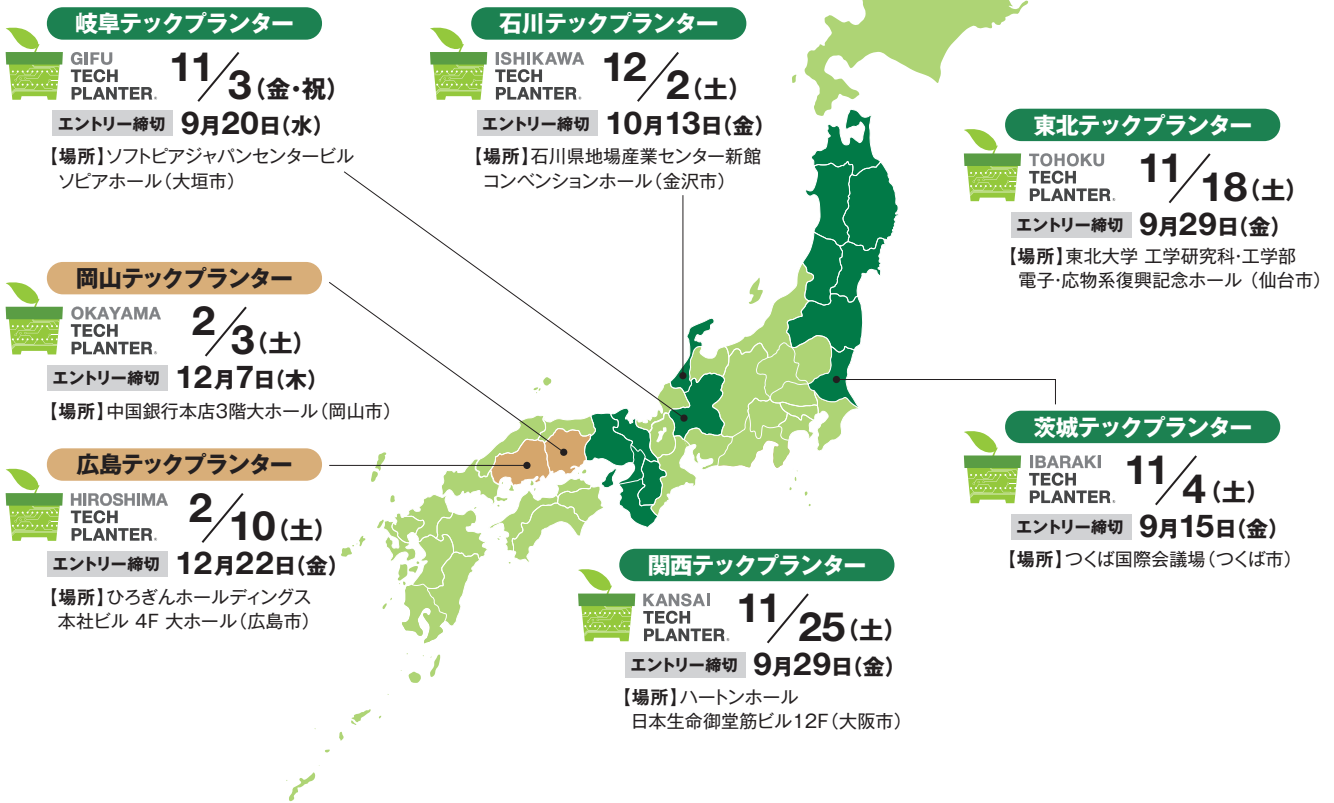 岐阜テックプランター
GIFU
TECH
PLANTER.
11/3(金・祝)
エントリー締切 9月20日(水)
【場所】ソフトピアジャパンセンタービル
ソピアホール(大垣市)
石川テックプランター
ISHIKAWA
TECH
PLANTER.
12/2(土)
エントリー締切 10月13日(金)
【場所】石川県地場産業センター新館
コンベンションホール(金沢市)
東北テックプランター
TOHOKU
TECH
PLANTER.
11/18(土)
エントリー締切 9月29日(金)
【場所】東北大学 工学研究科・工学部
電子・応物系復興記念ホール (仙台市)
岡山テックプランター
OKAYAMA
TECH
PLANTER.
2/3(土)
エントリー締切 12月7日(木)
【場所】中国銀行本店3階大ホール(岡山市)
広島テックプランター
HIROSHIMA
TECH
PLANTER.
2/10(土)
エントリー締切 12月22日(金)
【場所】ひろぎんホールディングス
本社ビル 4F 大ホール(広島市)
茨城テックプランター
IBARAKI
TECH
PLANTER.
11/4(土)
エントリー締切 9月15日(金)
【場所】つくば国際会議場(つくば市)
関西テックプランター
KANSAI
TECH
PLANTER.
11/25(土)
エントリー締切 9月29日(金)
【場所】ハートンホール
日本生命御堂筋ビル12F(大阪市)